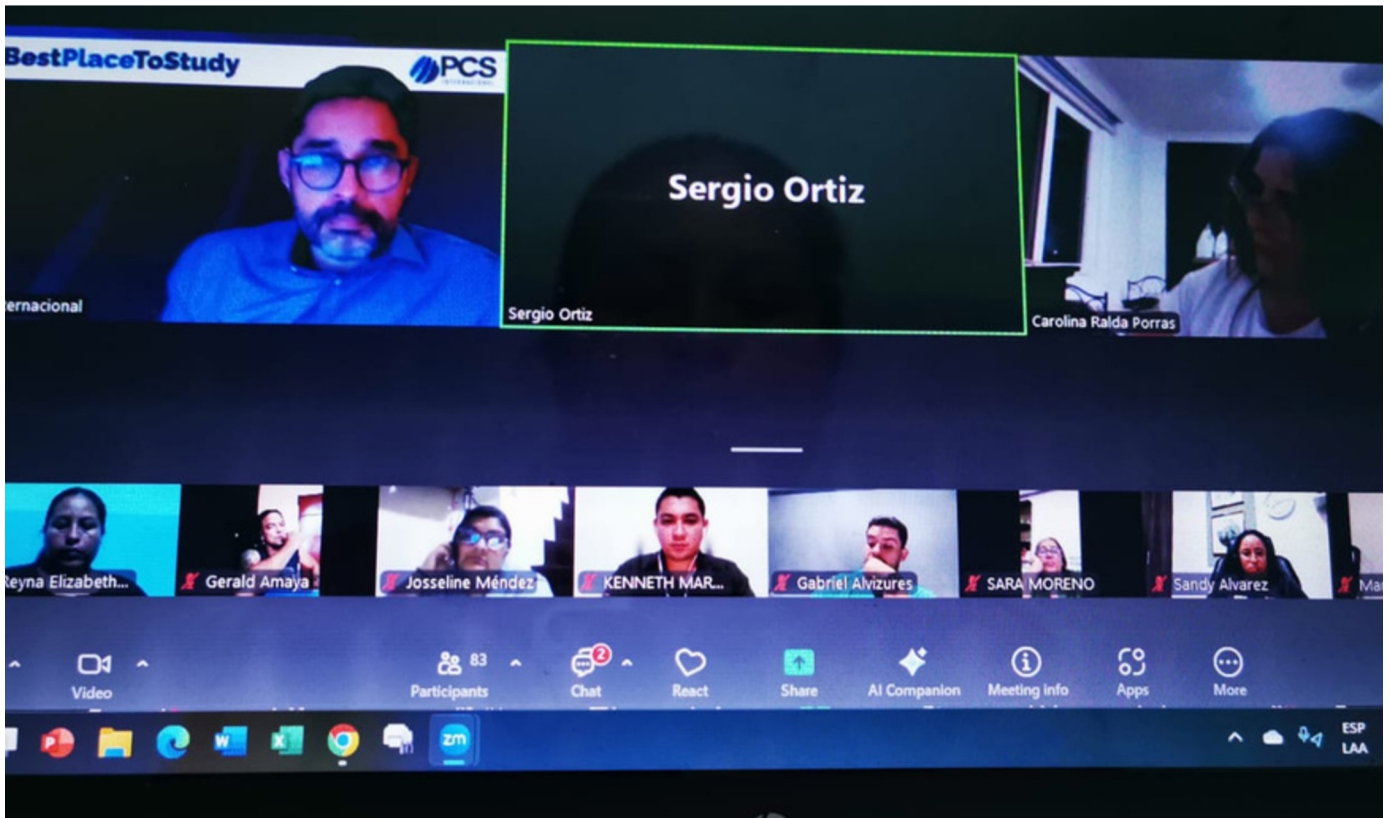 BestPlaceToStudy
PCS
INTERNACIONAL
Sergio Ortiz
ernacional
Sergio Ortiz
Carolina Ralda Porras
Reyna Elizabeth...
Gerald Amaya
Josseline Méndez
KENNETH MAR...
Gabriel Alvizures
SARA MORENO
Sandy Alvarez
Ma
83
2
Video
Participants
Chat
React
Share
AI Companion
Meeting info
Apps
More
P
W
X
zm
ESP
LAA